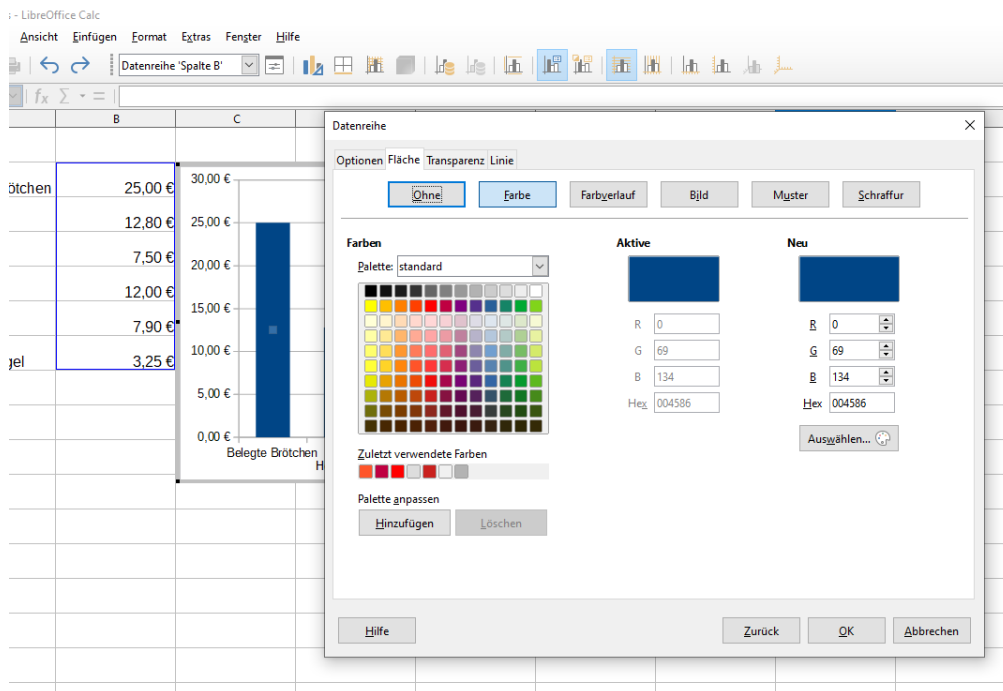 - LibreOffice Calc
Ansicht Einfügen Format Extras Fenster Hilfe
Datenreihe 'Spalte B'
fx Σ =
B C
Datenreihe
Optionen Fläche Transparenz Linie
Ohne Farbe Farbverlauf Bild Muster Schraffur
Farben
Palette: standard
Zuletzt verwendete Farben
Palette anpassen
Hinzufügen Löschen
Aktive
R 0
G 69
B 134
Hex 004586
Neu
R 0
G 69
B 134
Hex 004586
Auswählen...
Hilfe Zurück OK Abbrechen
ötchen 25,00 €
12,80 €
7,50 €
12,00 €
7,90 €
gel 3,25 €
30,00 €
25,00 €
20,00 €
15,00 €
10,00 €
5,00 €
0,00 €
Belegte Brötchen
H